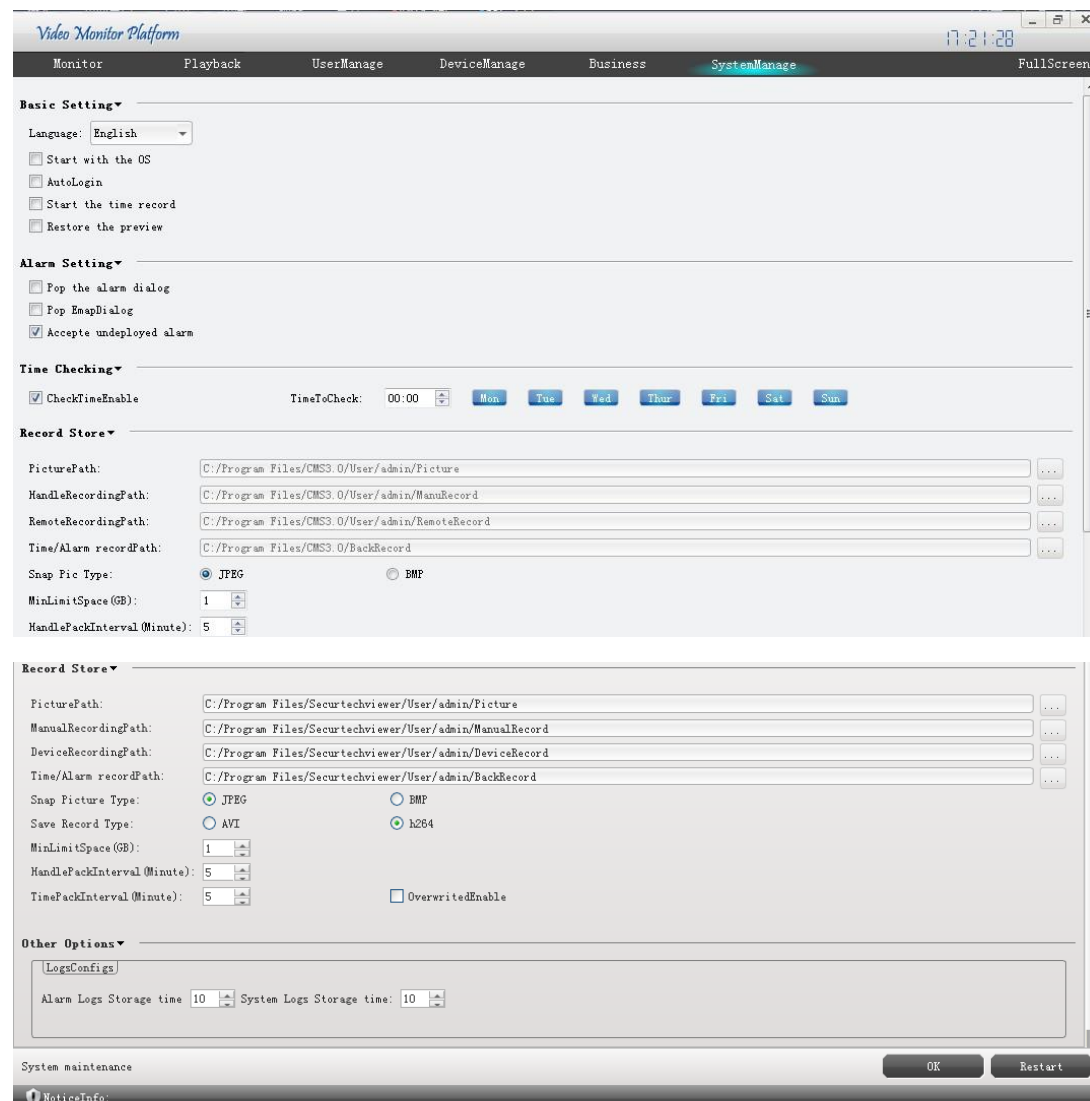 Video Monitor Platform
17:21:28
Monitor Playback UserManage DeviceManage Business SystemManage FullScreen
Basic Setting
Language: English
Start with the OS
AutoLogin
Start the time record
Restore the preview
Alarm Setting
Pop the alarm dialog
Pop EmapDialog
Accepte undeployed alarm
Time Checking
CheckTimeEnable TimeToCheck: 00:00 Mon Tue Wed Thur Fri Sat Sun
Record Store
PicturePath: C:/Program Files/CMS3.0/User/admin/Picture ...
HandleRecordingPath: C:/Program Files/CMS3.0/User/admin/ManuRecord ...
RemoteRecordingPath: C:/Program Files/CMS3.0/User/admin/RemoteRecord ...
Time/Alarm recordPath: C:/Program Files/CMS3.0/BackRecord ...
Snap Pic Type: JPEG BMP
MinLimitSpace(GB): 1
HandlePackInterval(Minute): 5
Record Store
PicturePath: C:/Program Files/Securtechviewer/User/admin/Picture ...
ManualRecordingPath: C:/Program Files/Securtechviewer/User/admin/ManualRecord ...
DeviceRecordingPath: C:/Program Files/Securtechviewer/User/admin/DeviceRecord ...
Time/Alarm recordPath: C:/Program Files/Securtechviewer/User/admin/BackRecord ...
Snap Picture Type: JPEG BMP
Save Record Type: AVI h264
MinLimitSpace(GB): 1
HandlePackInterval(Minute): 5
TimePackInterval(Minute): 5 OverwritedEnable
Other Options
LogsConfigs
Alarm Logs Storage time 10 System Logs Storage time: 10
System maintenance OK Restart
NoticeInfo: